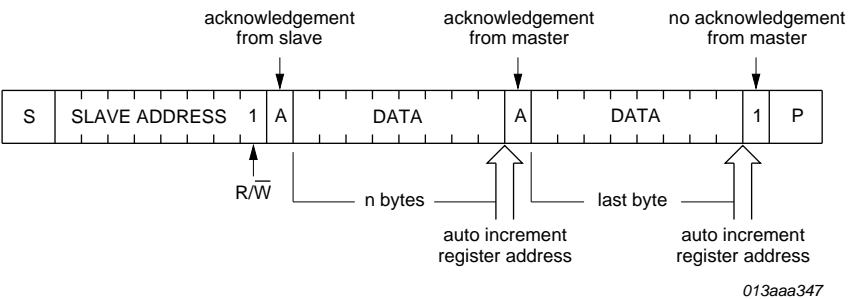 acknowledgement
from slave
acknowledgement
from master
no acknowledgement
from master
S SLAVE ADDRESS 1 A DATA A DATA 1 P
R/W̅
n bytes
last byte
auto increment
register address
auto increment
register address
013aaa347